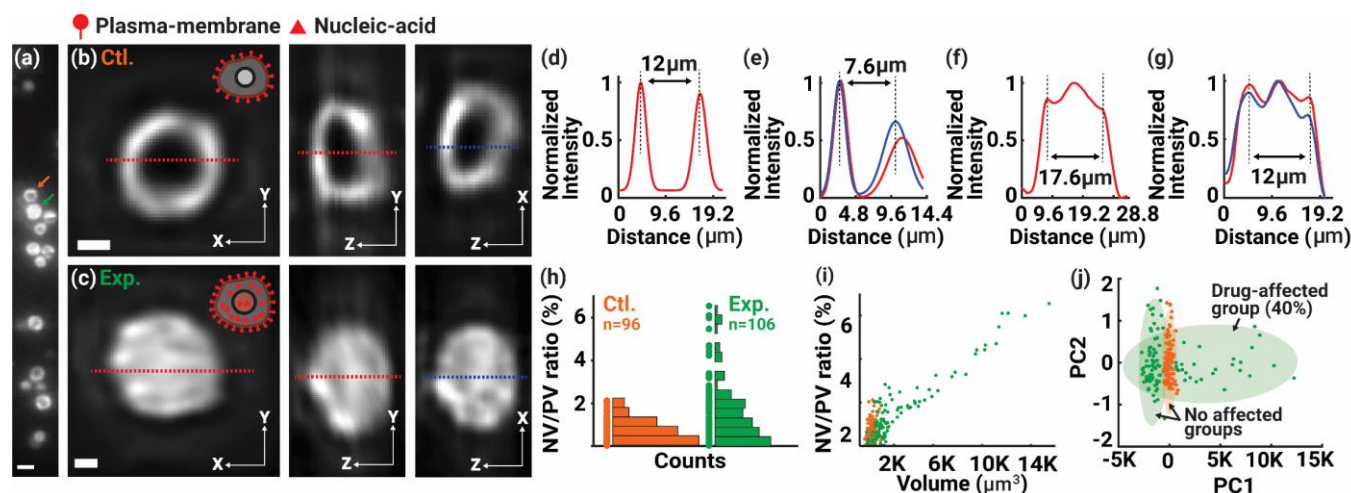 Plasma-membrane Nucleic-acid
(a)
(b) Ctl.
Y
X
Y
Z
X
Z
(c) Exp.
Y
X
Y
Z
X
Z
(d)
12μm
Normalized
Intensity
1
0.5
0
0 9.6 19.2
Distance (μm)
(e)
7.6μm
Normalized
Intensity
1
0.5
0
0 4.8 9.6 14.4
Distance (μm)
(f)
Normalized
Intensity
1
0.5
0
17.6μm
0 9.6 19.2 28.8
Distance (μm)
(g)
Normalized
Intensity
1
0.5
0
12μm
0 9.6 19.2
Distance (μm)
(h)
NV/PV ratio (%)
6
4
2
Ctl.
n=96
Exp.
n=106
Counts
(i)
NV/PV ratio (%)
6
4
2
2K 6K 10K 14K
Volume (μm³)
(j)
Drug-affected
group (40%)
PC2
2
1
0
-1
-2
No affected
groups
-5K 0 5K 10K 15K
PC1